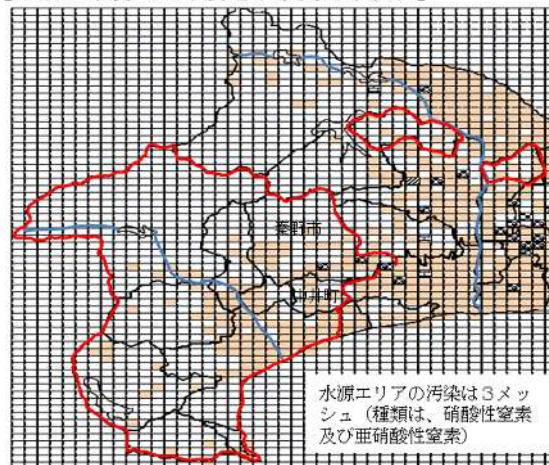 秦野市
中井町
水源エリアの汚染は３メッ
シュ（種類は、硝酸性窒素
及び亜硝酸性窒素）